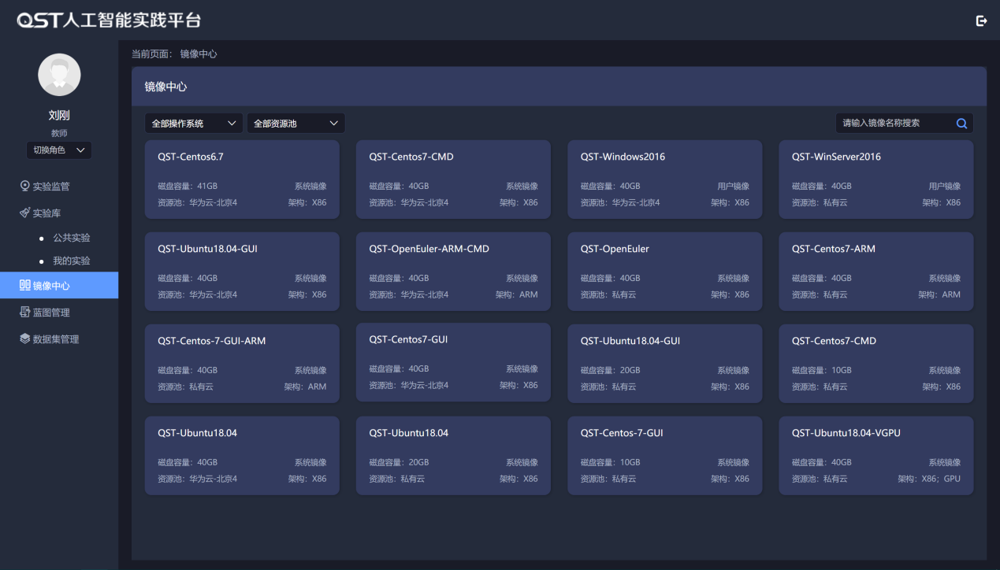 QST人工智能实践平台
刘刚
教师
切换角色
实验监管
实验库
公共实验
我的实验
镜像中心
蓝图管理
数据集管理
当前页面： 镜像中心
镜像中心
全部操作系统 全部资源池 请输入镜像名称搜索
QST-Centos6.7
磁盘容量：41GB 系统镜像
资源池：华为云-北京4 架构：X86
QST-Centos7-CMD
磁盘容量：40GB 系统镜像
资源池：华为云-北京4 架构：X86
QST-Windows2016
磁盘容量：40GB 用户镜像
资源池：华为云-北京4 架构：X86
QST-WinServer2016
磁盘容量：40GB 用户镜像
资源池：私有云 架构：X86
QST-Ubuntu18.04-GUI
磁盘容量：40GB 系统镜像
资源池：华为云-北京4 架构：X86
QST-OpenEuler-ARM-CMD
磁盘容量：40GB 系统镜像
资源池：华为云-北京4 架构：ARM
QST-OpenEuler
磁盘容量：40GB 系统镜像
资源池：私有云 架构：X86
QST-Centos7-ARM
磁盘容量：40GB 系统镜像
资源池：私有云 架构：ARM
QST-Centos-7-GUI-ARM
磁盘容量：40GB 系统镜像
资源池：私有云 架构：ARM
QST-Centos7-GUI
磁盘容量：40GB 系统镜像
资源池：华为云-北京4 架构：X86
QST-Ubuntu18.04-GUI
磁盘容量：20GB 系统镜像
资源池：私有云 架构：X86
QST-Centos7-CMD
磁盘容量：10GB 系统镜像
资源池：私有云 架构：X86
QST-Ubuntu18.04
磁盘容量：40GB 系统镜像
资源池：华为云-北京4 架构：X86
QST-Ubuntu18.04
磁盘容量：20GB 系统镜像
资源池：私有云 架构：X86
QST-Centos-7-GUI
磁盘容量：10GB 系统镜像
资源池：私有云 架构：X86
QST-Ubuntu18.04-VGPU
磁盘容量：40GB 系统镜像
资源池：私有云 架构：X86；GPU